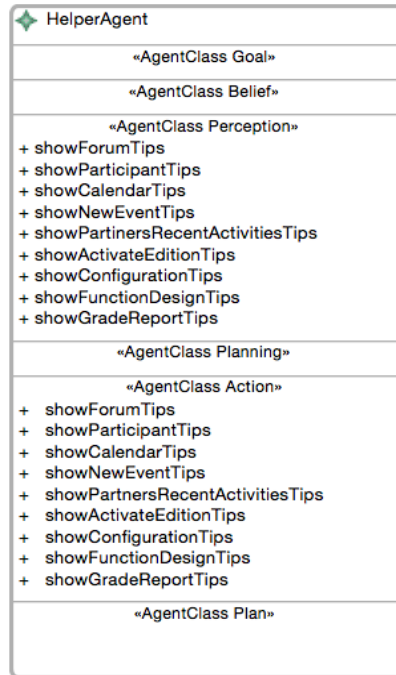 HelperAgent
«AgentClass Goal»
«AgentClass Belief»
«AgentClass Perception»
+ showForumTips
+ showParticipantTips
+ showCalendarTips
+ showNewEventTips
+ showPartinersRecentActivitiesTips
+ showActivateEditionTips
+ showConfigurationTips
+ showFunctionDesignTips
+ showGradeReportTips
«AgentClass Planning»
«AgentClass Action»
+ showForumTips
+ showParticipantTips
+ showCalendarTips
+ showNewEventTips
+ showPartnersRecentActivitiesTips
+ showActivateEditionTips
+ showConfigurationTips
+ showFunctionDesignTips
+ showGradeReportTips
«AgentClass Plan»